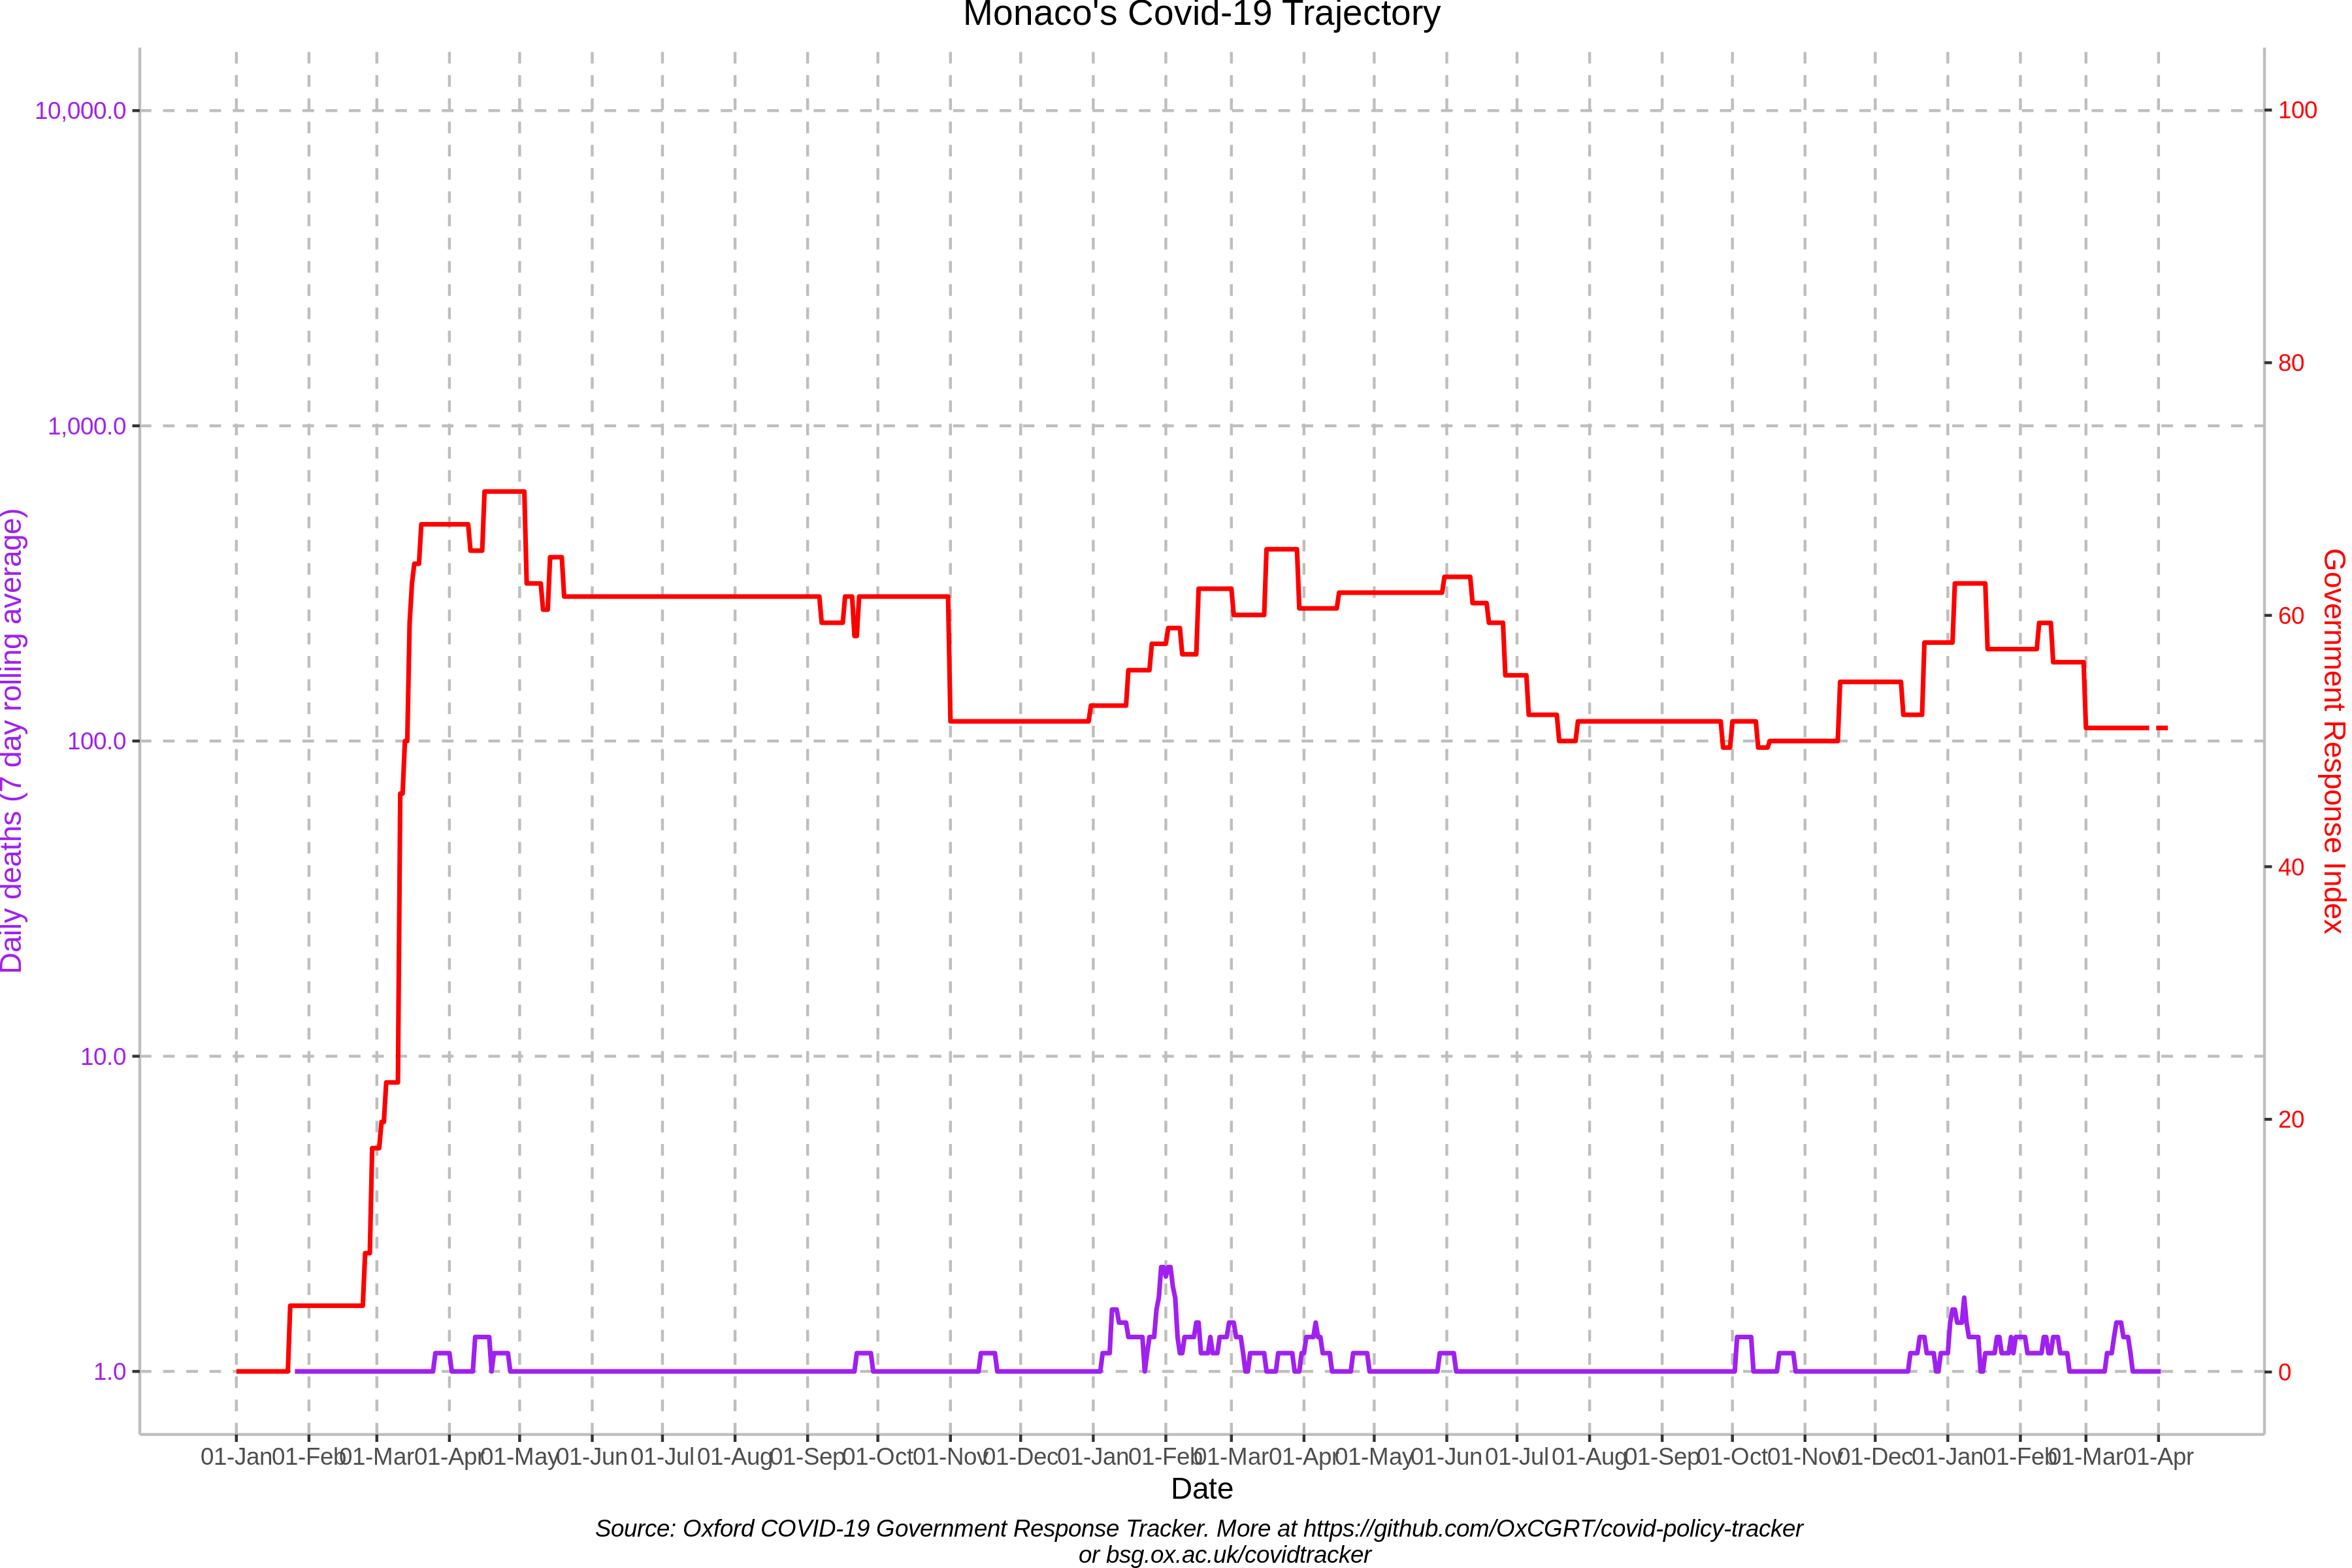 Monaco's Covid-19 Trajectory
10,000.0
1,000.0
100.0
10.0
1.0
Daily deaths (7 day rolling average)
100
80
60
40
20
0
Government Response Index
01-Jan 01-Feb 01-Mar 01-Apr 01-May 01-Jun 01-Jul 01-Aug 01-Sep 01-Oct 01-Nov 01-Dec 01-Jan 01-Feb 01-Mar 01-Apr 01-May 01-Jun 01-Jul 01-Aug 01-Sep 01-Oct 01-Nov 01-Dec 01-Jan 01-Feb 01-Mar 01-Apr
Date
Source: Oxford COVID-19 Government Response Tracker. More at https://github.com/OxCGRT/covid-policy-tracker
or bsg.ox.ac.uk/covidtracker